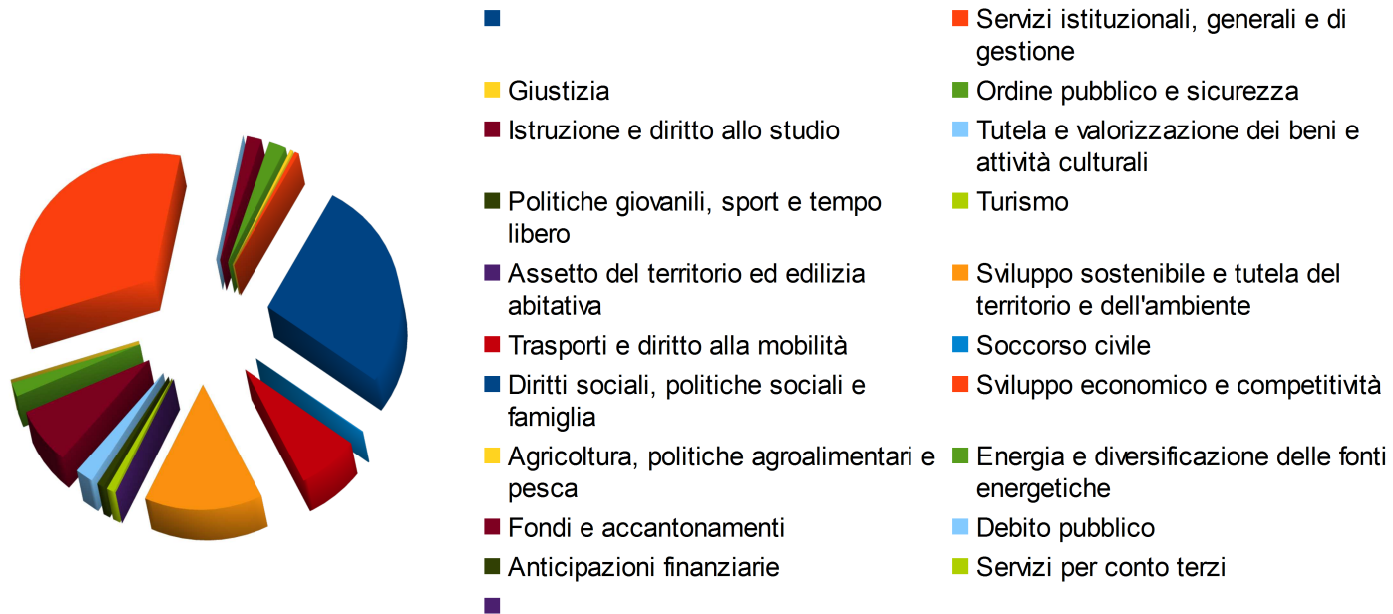 Servizi istituzionali, generali e di
gestione
Giustizia
Ordine pubblico e sicurezza
Istruzione e diritto allo studio
Tutela e valorizzazione dei beni e
attività culturali
Politiche giovanili, sport e tempo
libero
Turismo
Assetto del territorio ed edilizia
abitativa
Sviluppo sostenibile e tutela del
territorio e dell'ambiente
Trasporti e diritto alla mobilità
Soccorso civile
Diritti sociali, politiche sociali e
famiglia
Sviluppo economico e competitività
Agricoltura, politiche agroalimentari e
pesca
Energia e diversificazione delle fonti
energetiche
Fondi e accantonamenti
Debito pubblico
Anticipazioni finanziarie
Servizi per conto terzi